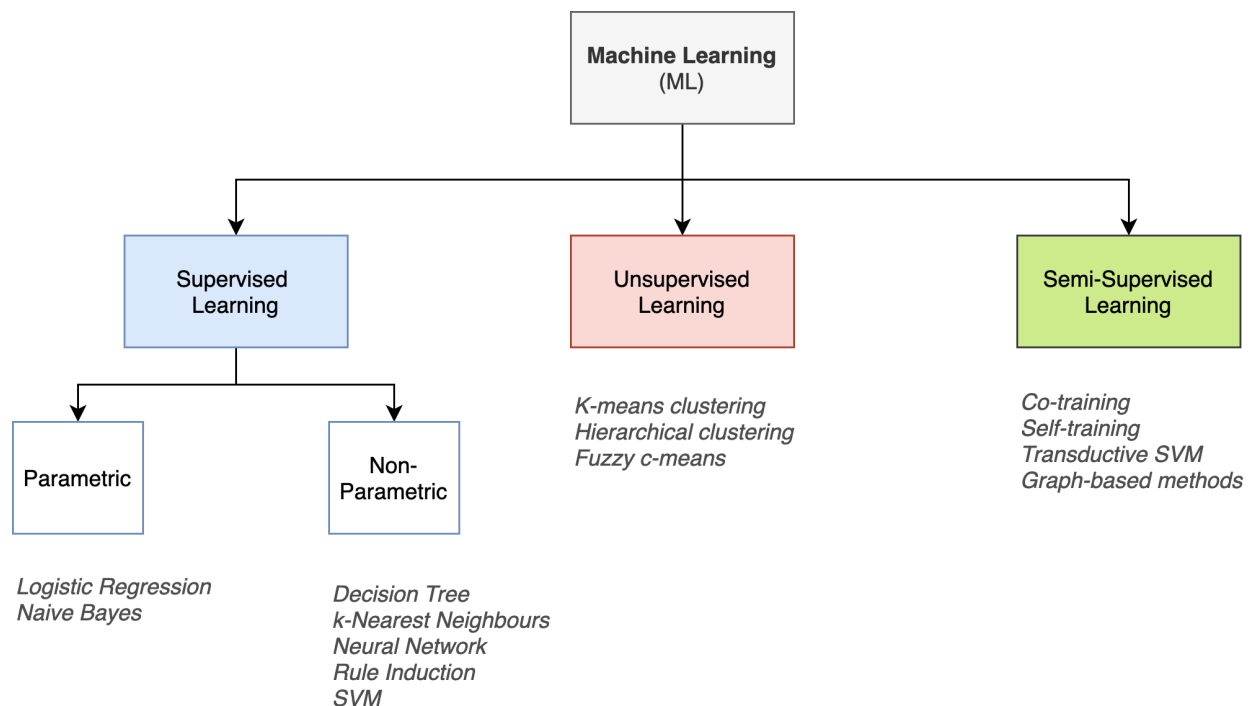 Machine Learning
(ML)
Supervised
Learning
Unsupervised
Learning
Semi-Supervised
Learning
Parametric
Non-
Parametric
Logistic Regression
Naive Bayes
Decision Tree
k-Nearest Neighbours
Neural Network
Rule Induction
SVM
K-means clustering
Hierarchical clustering
Fuzzy c-means
Co-training
Self-training
Transductive SVM
Graph-based methods